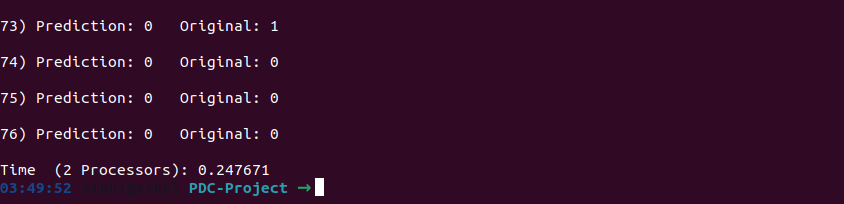 73) Prediction: 0   Original: 1
74) Prediction: 0   Original: 0
75) Prediction: 0   Original: 0
76) Prediction: 0   Original: 0
Time  (2 Processors): 0.247671
03:49:52 PDC-Project →